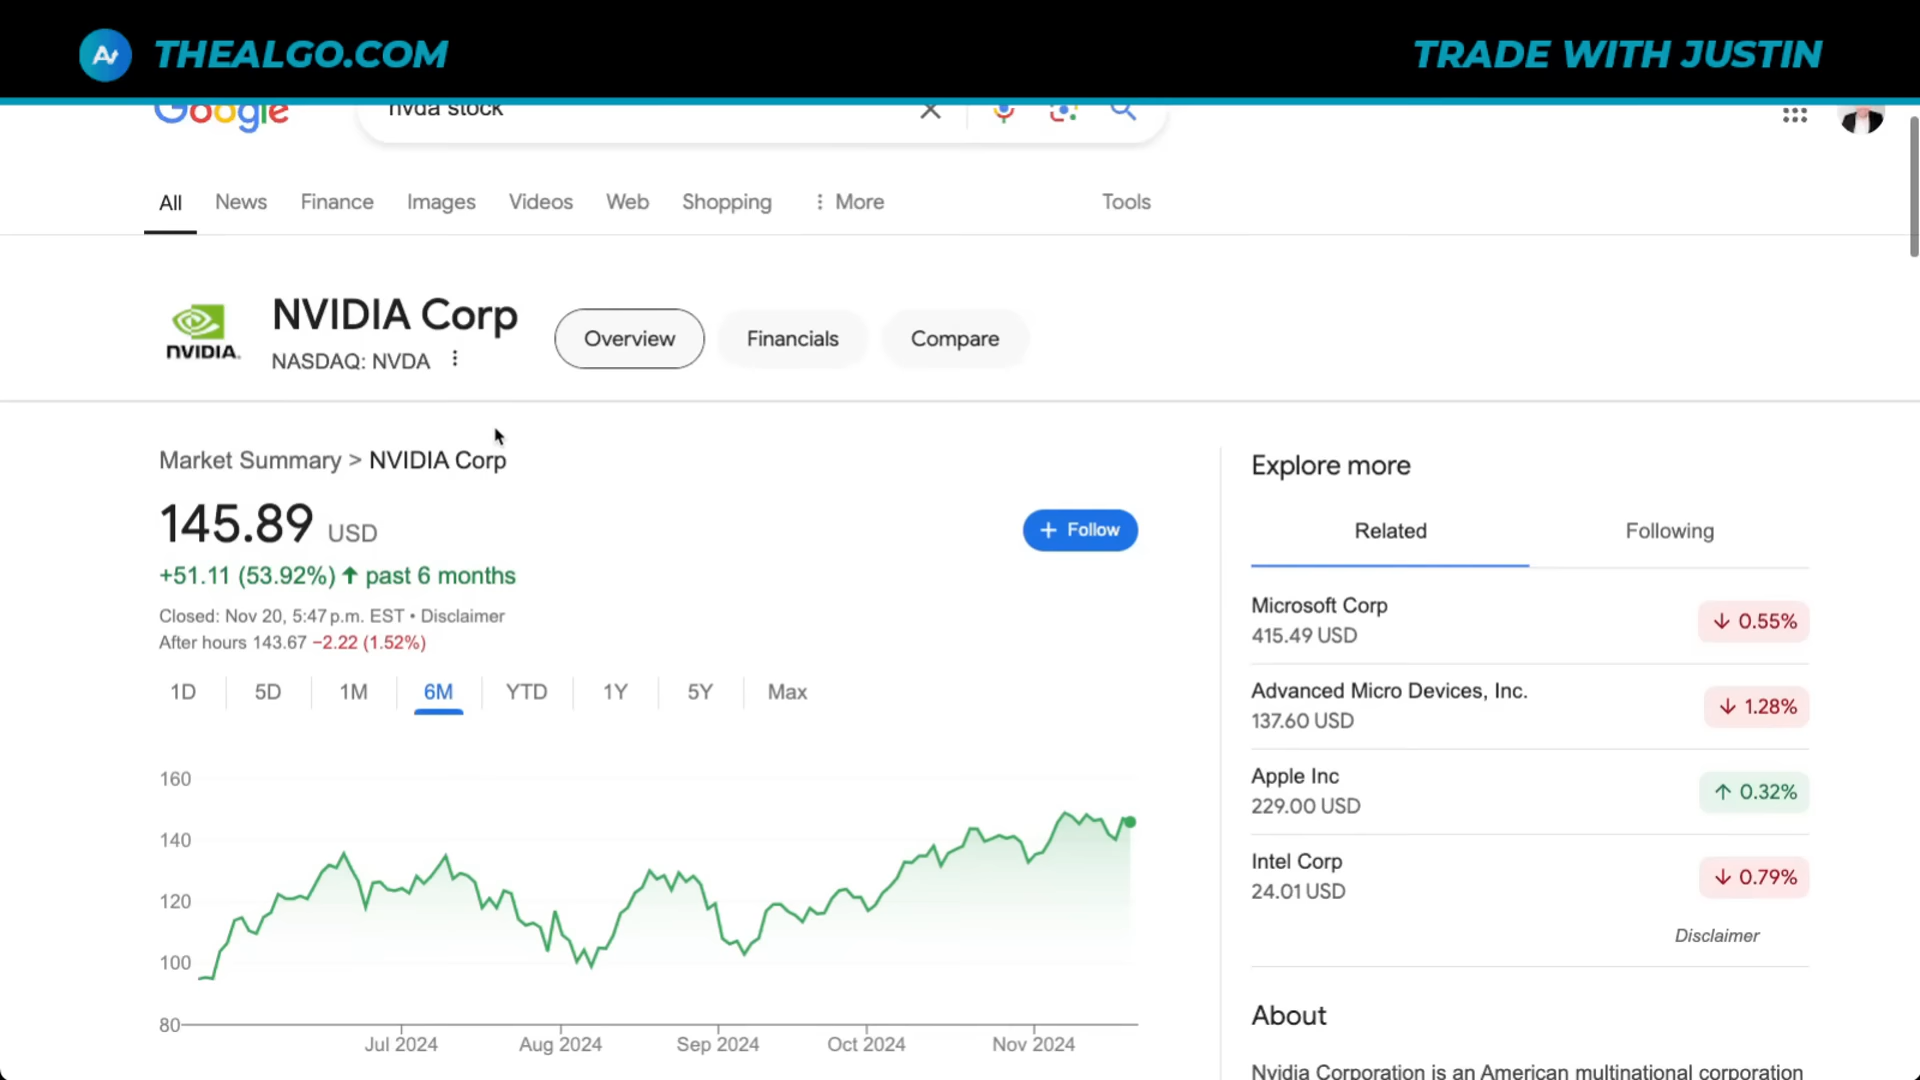 THEALGO.COM
TRADE WITH JUSTIN
Google
nvda stock
All
News
Finance
Images
Videos
Web
Shopping
More
Tools
NVIDIA.
NVIDIA Corp
NASDAQ: NVDA
Overview
Financials
Compare
Market Summary > NVIDIA Corp
145.89 USD
+ Follow
+51.11 (53.92%) ↑ past 6 months
Closed: Nov 20, 5:47 p.m. EST • Disclaimer
After hours 143.67 −2.22 (1.52%)
1D
5D
1M
6M
YTD
1Y
5Y
Max
160
140
120
100
80
Jul 2024
Aug 2024
Sep 2024
Oct 2024
Nov 2024
Explore more
Related
Following
Microsoft Corp
415.49 USD
↓ 0.55%
Advanced Micro Devices, Inc.
137.60 USD
↓ 1.28%
Apple Inc
229.00 USD
↑ 0.32%
Intel Corp
24.01 USD
↓ 0.79%
Disclaimer
About
Nvidia Corporation is an American multinational corporation